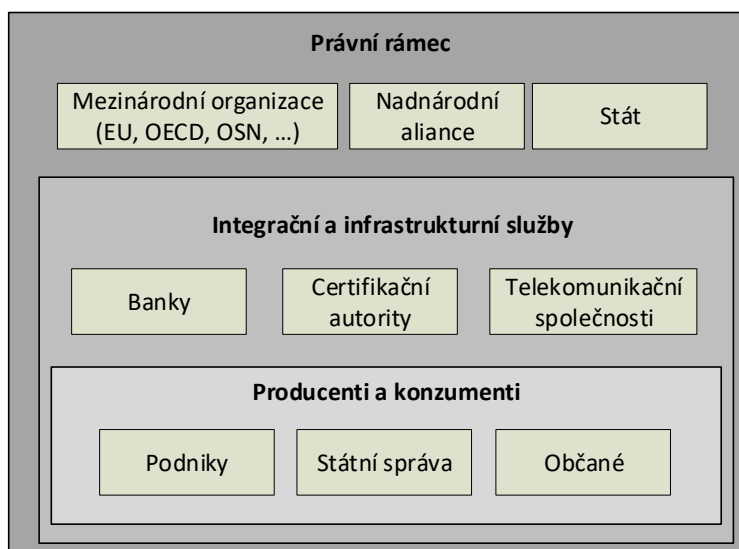 Právní rámec
Mezinárodní organizace
(EU, OECD, OSN, …)
Nadnárodní
aliance
Stát
Integrační a infrastrukturní služby
Banky
Certifikační
autority
Telekomunikační
společnosti
Producenti a konzumenti
Podniky
Státní správa
Občané